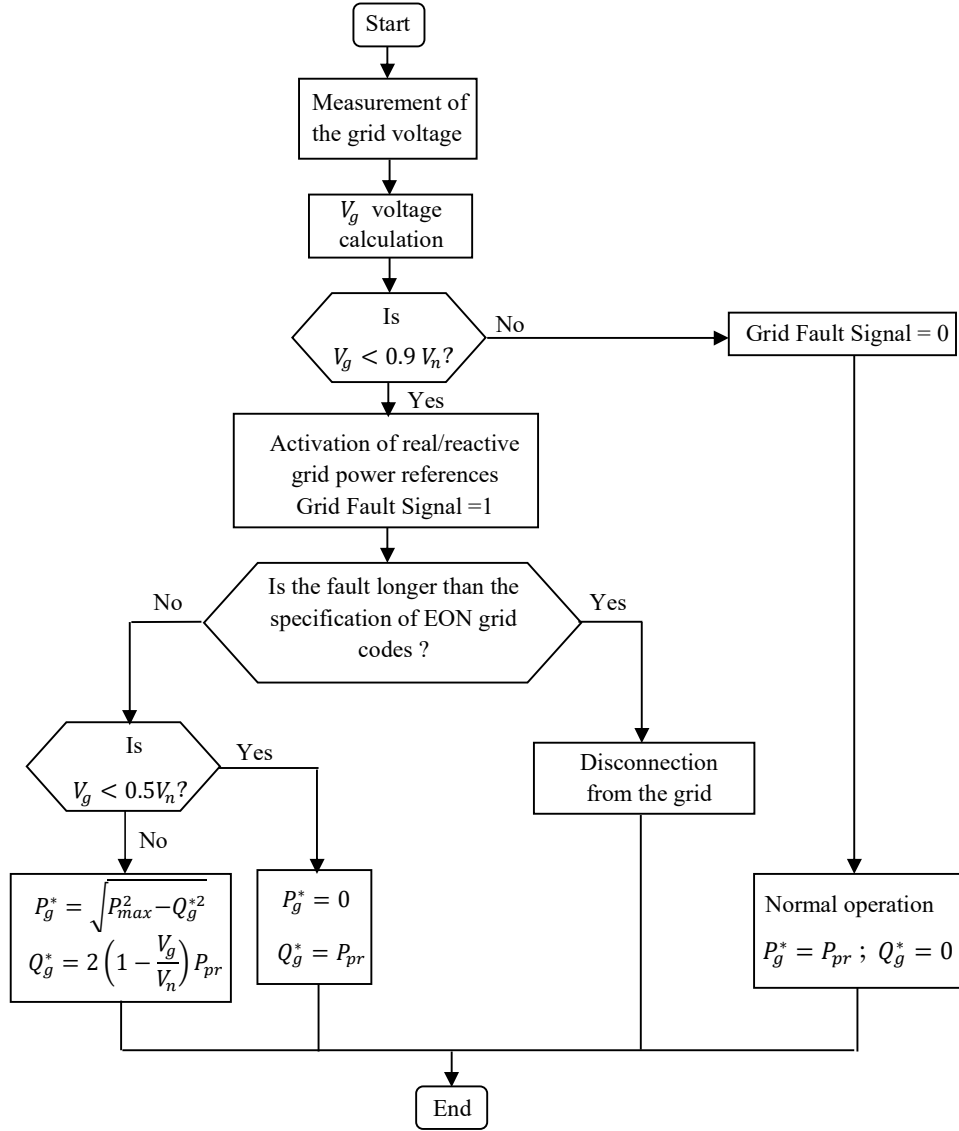 Start
Measurement of
the grid voltage
V_g voltage
calculation
Is
V_g < 0.9 V_n?
No
Grid Fault Signal = 0
Yes
Activation of real/reactive
grid power references
Grid Fault Signal =1
Is the fault longer than the
specification of EON grid
codes ?
No
Yes
Is
V_g < 0.5V_n?
Yes
No
Disconnection
from the grid
P_g^* = √(P_max^2−Q_g^{*2})
Q_g^* = 2 (1 − V_g/V_n) P_pr
P_g^* = 0
Q_g^* = P_pr
Normal operation
P_g^* = P_pr ; Q_g^* = 0
End